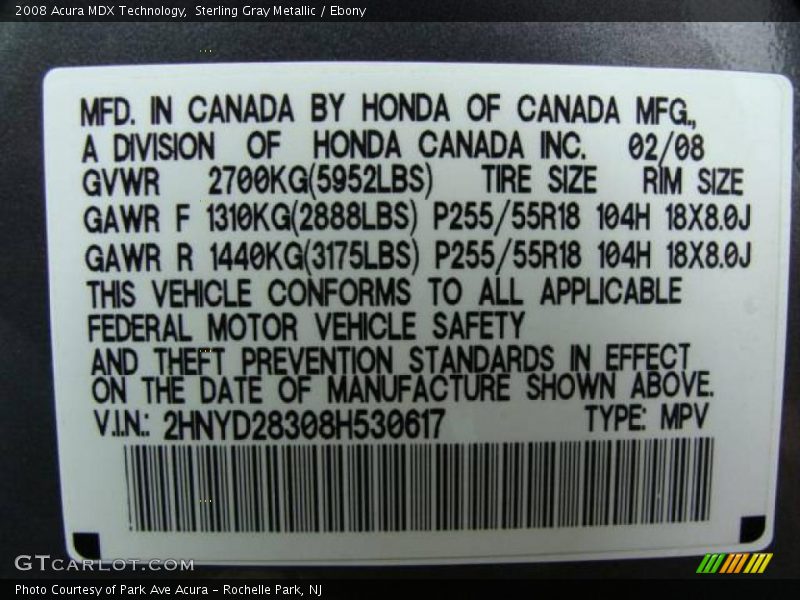 2008 Acura MDX Technology,  Sterling Gray Metallic / Ebony
MFD. IN CANADA BY HONDA OF CANADA MFG.,
A DIVISION OF HONDA CANADA INC. 02/08
GVWR 2700KG(5952LBS) TIRE SIZE RIM SIZE
GAWR F 1310KG(2888LBS) P255/55R18 104H 18X8.0J
GAWR R 1440KG(3175LBS) P255/55R18 104H 18X8.0J
THIS VEHICLE CONFORMS TO ALL APPLICABLE
FEDERAL MOTOR VEHICLE SAFETY
AND THEFT PREVENTION STANDARDS IN EFFECT
ON THE DATE OF MANUFACTURE SHOWN ABOVE.
V.I.N.: 2HNYD28308H530617 TYPE: MPV
GTCARLOT.COM
Photo Courtesy of Park Ave Acura - Rochelle Park, NJ